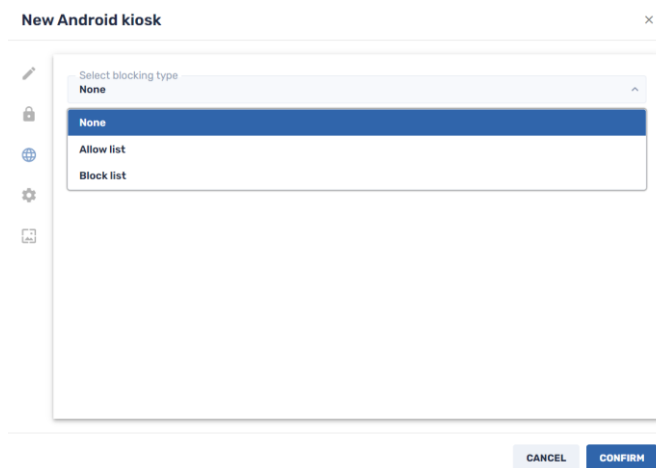 New Android kiosk
Select blocking type
None
None
Allow list
Block list
CANCEL
CONFIRM